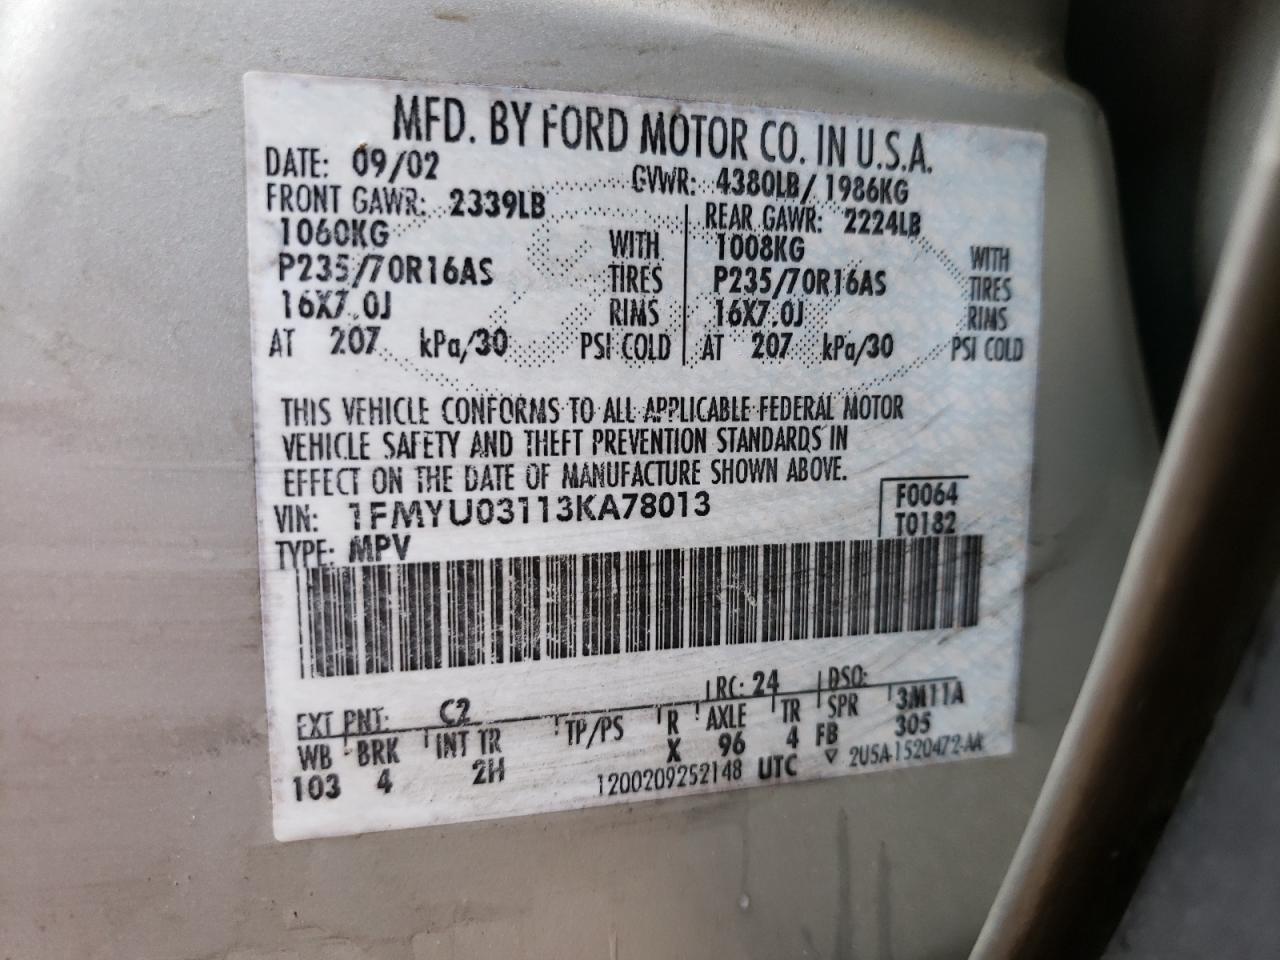 MFD. BY FORD MOTOR CO. IN U.S.A.
DATE: 09/02 GVWR: 4380LB/ 1986KG
FRONT GAWR: 2339LB REAR GAWR: 2224LB
1060KG WITH 1008KG WITH
P235/70R16AS TIRES P235/70R16AS TIRES
16X7.0J RIMS 16X7.0J RIMS
AT 207 kPa/30 PSI COLD AT 207 kPa/30 PSI COLD
THIS VEHICLE CONFORMS TO ALL APPLICABLE FEDERAL MOTOR
VEHICLE SAFETY AND THEFT PREVENTION STANDARDS IN
EFFECT ON THE DATE OF MANUFACTURE SHOWN ABOVE.
VIN: 1FMYU03113KA78013 F0064
TYPE: MPV T0182
EXT PNT: C2 RC: 24 DSO:
WB BRK INT TR TP/PS R AXLE TR SPR 3M11A
103 4 2H X 96 4 FB 305
1200209252148 UTC ▽ 2U5A-1520472-AA